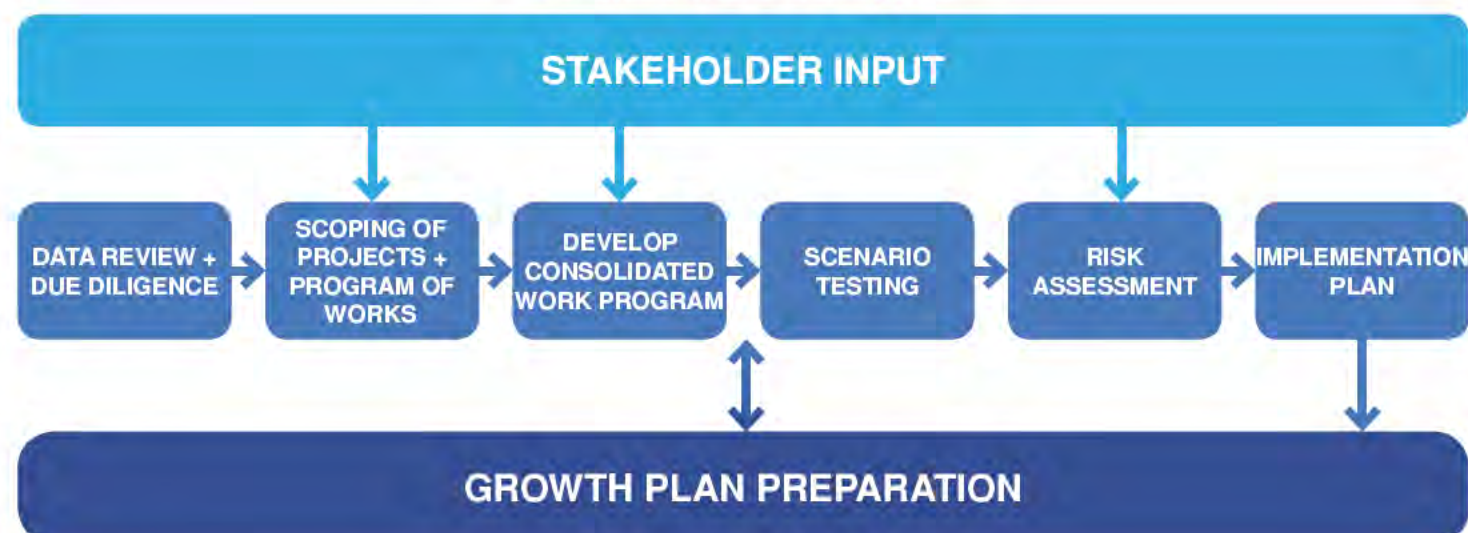 STAKEHOLDER INPUT
DATA REVIEW +
DUE DILIGENCE
SCOPING OF
PROJECTS +
PROGRAM OF
WORKS
DEVELOP
CONSOLIDATED
WORK PROGRAM
SCENARIO
TESTING
RISK
ASSESSMENT
IMPLEMENTATION
PLAN
GROWTH PLAN PREPARATION